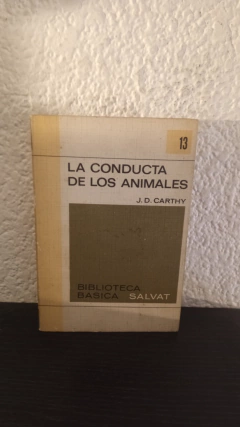 13
LA CONDUCTA
DE LOS ANIMALES
J. D. CARTHY
BIBLIOTECA
BASICA SALVAT